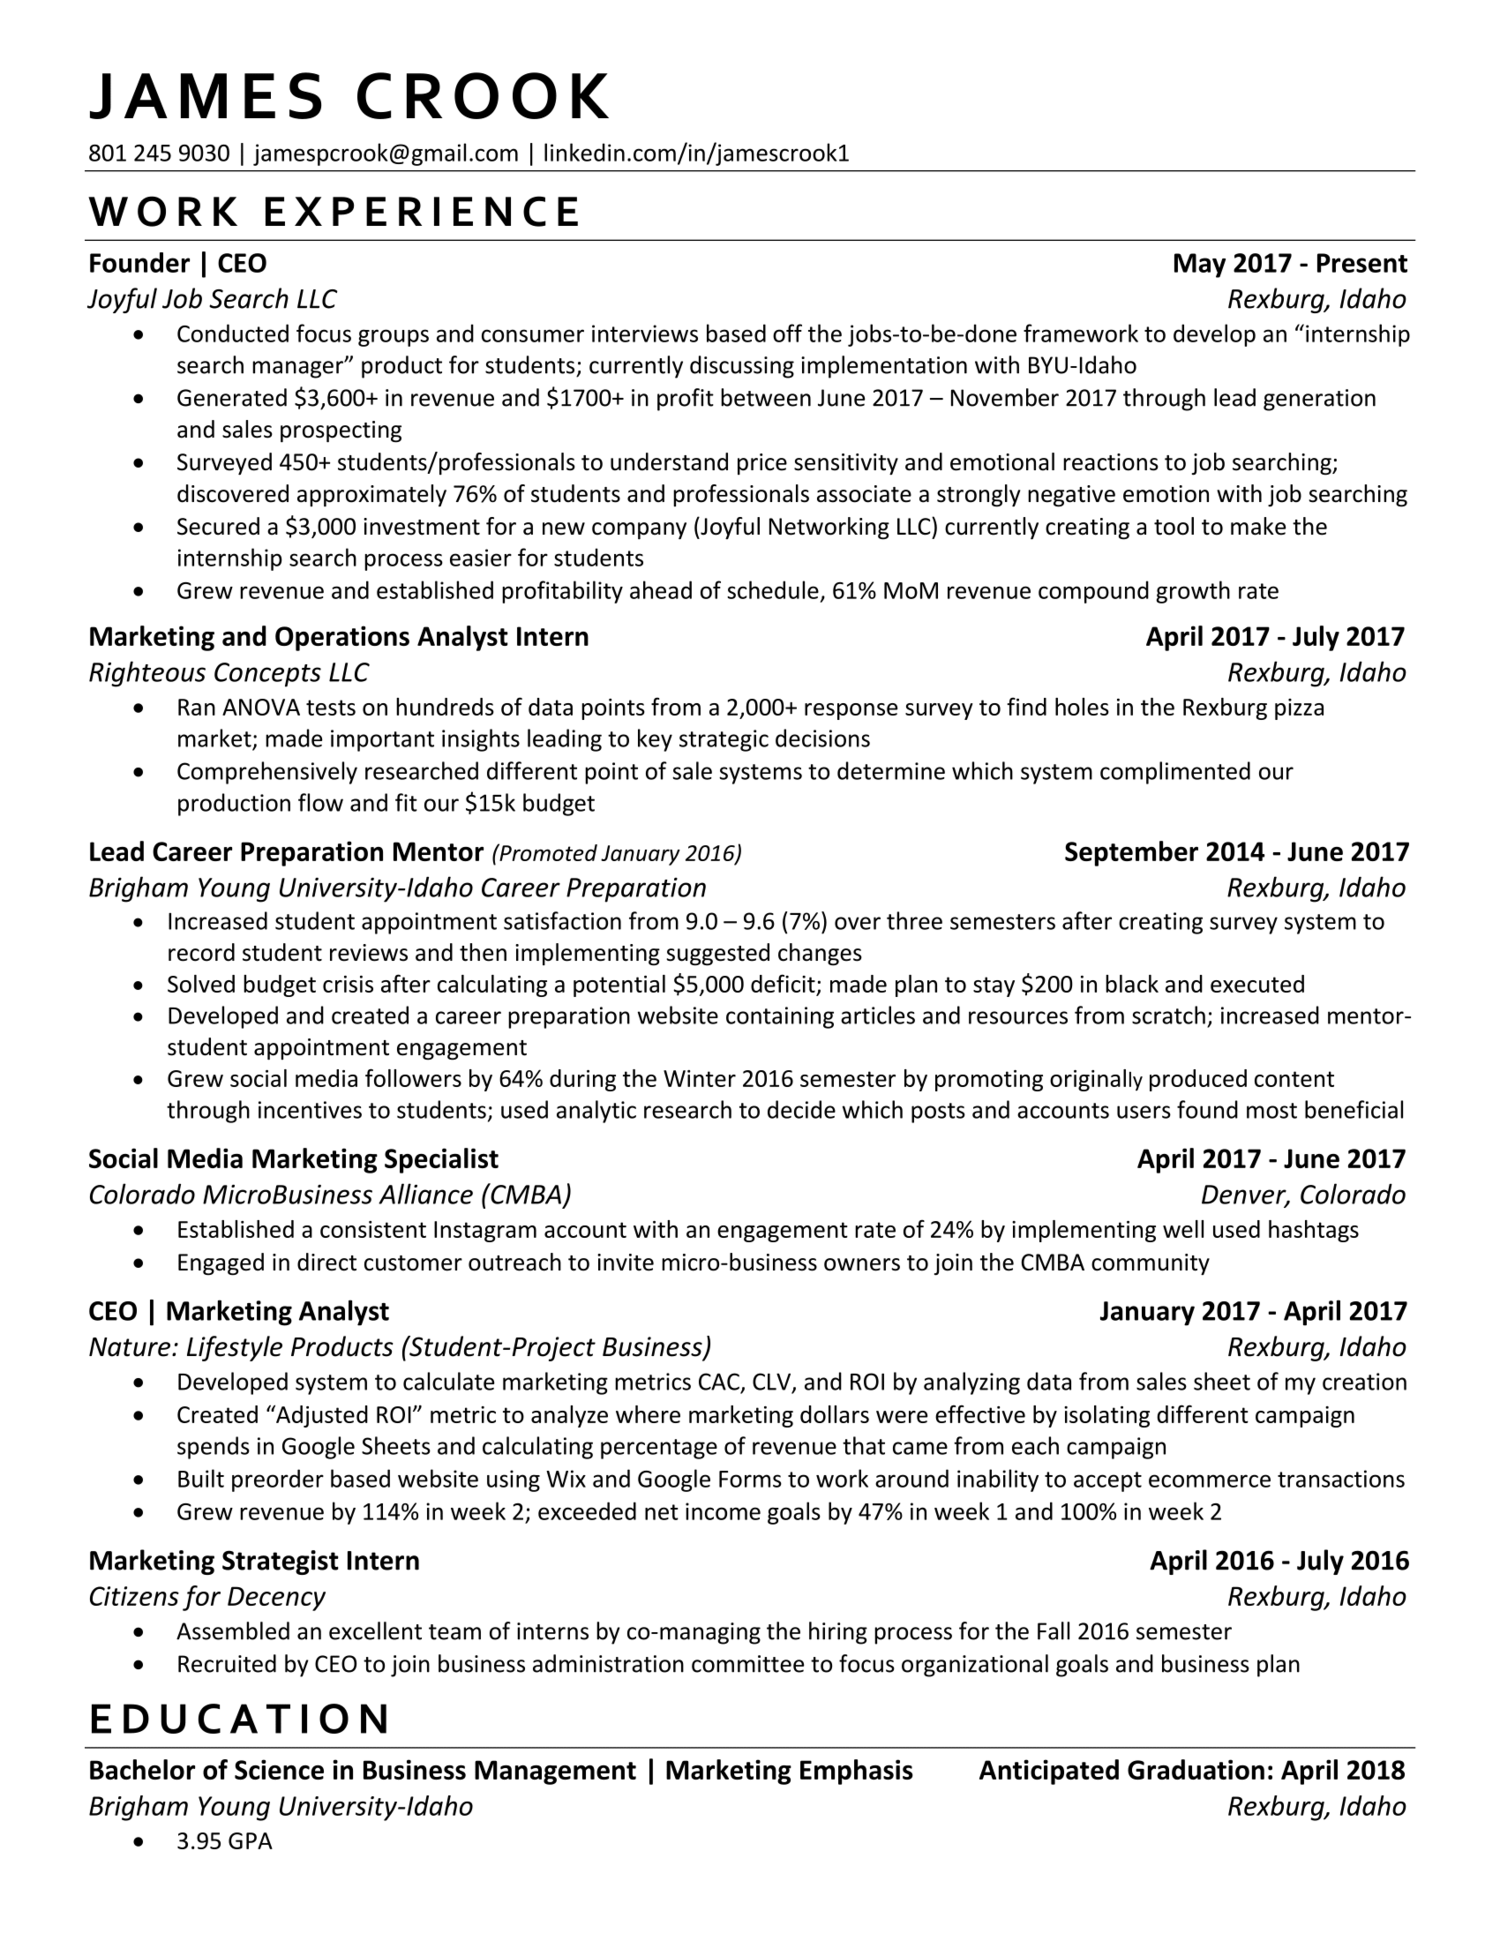 JAMES CROOK
801 245 9030 | jamespcrook@gmail.com | linkedin.com/in/jamescrook1
WORK EXPERIENCE
Founder | CEO May 2017 - Present
Joyful Job Search LLC Rexburg, Idaho
• Conducted focus groups and consumer interviews based off the jobs-to-be-done framework to develop an “internship
search manager” product for students; currently discussing implementation with BYU-Idaho
• Generated $3,600+ in revenue and $1700+ in profit between June 2017 – November 2017 through lead generation
and sales prospecting
• Surveyed 450+ students/professionals to understand price sensitivity and emotional reactions to job searching;
discovered approximately 76% of students and professionals associate a strongly negative emotion with job searching
• Secured a $3,000 investment for a new company (Joyful Networking LLC) currently creating a tool to make the
internship search process easier for students
• Grew revenue and established profitability ahead of schedule, 61% MoM revenue compound growth rate
Marketing and Operations Analyst Intern April 2017 - July 2017
Righteous Concepts LLC Rexburg, Idaho
• Ran ANOVA tests on hundreds of data points from a 2,000+ response survey to find holes in the Rexburg pizza
market; made important insights leading to key strategic decisions
• Comprehensively researched different point of sale systems to determine which system complimented our
production flow and fit our $15k budget
Lead Career Preparation Mentor (Promoted January 2016) September 2014 - June 2017
Brigham Young University-Idaho Career Preparation Rexburg, Idaho
• Increased student appointment satisfaction from 9.0 – 9.6 (7%) over three semesters after creating survey system to
record student reviews and then implementing suggested changes
• Solved budget crisis after calculating a potential $5,000 deficit; made plan to stay $200 in black and executed
• Developed and created a career preparation website containing articles and resources from scratch; increased mentor-
student appointment engagement
• Grew social media followers by 64% during the Winter 2016 semester by promoting originally produced content
through incentives to students; used analytic research to decide which posts and accounts users found most beneficial
Social Media Marketing Specialist April 2017 - June 2017
Colorado MicroBusiness Alliance (CMBA) Denver, Colorado
• Established a consistent Instagram account with an engagement rate of 24% by implementing well used hashtags
• Engaged in direct customer outreach to invite micro-business owners to join the CMBA community
CEO | Marketing Analyst January 2017 - April 2017
Nature: Lifestyle Products (Student-Project Business) Rexburg, Idaho
• Developed system to calculate marketing metrics CAC, CLV, and ROI by analyzing data from sales sheet of my creation
• Created “Adjusted ROI” metric to analyze where marketing dollars were effective by isolating different campaign
spends in Google Sheets and calculating percentage of revenue that came from each campaign
• Built preorder based website using Wix and Google Forms to work around inability to accept ecommerce transactions
• Grew revenue by 114% in week 2; exceeded net income goals by 47% in week 1 and 100% in week 2
Marketing Strategist Intern April 2016 - July 2016
Citizens for Decency Rexburg, Idaho
• Assembled an excellent team of interns by co-managing the hiring process for the Fall 2016 semester
• Recruited by CEO to join business administration committee to focus organizational goals and business plan
EDUCATION
Bachelor of Science in Business Management | Marketing Emphasis Anticipated Graduation: April 2018
Brigham Young University-Idaho Rexburg, Idaho
• 3.95 GPA